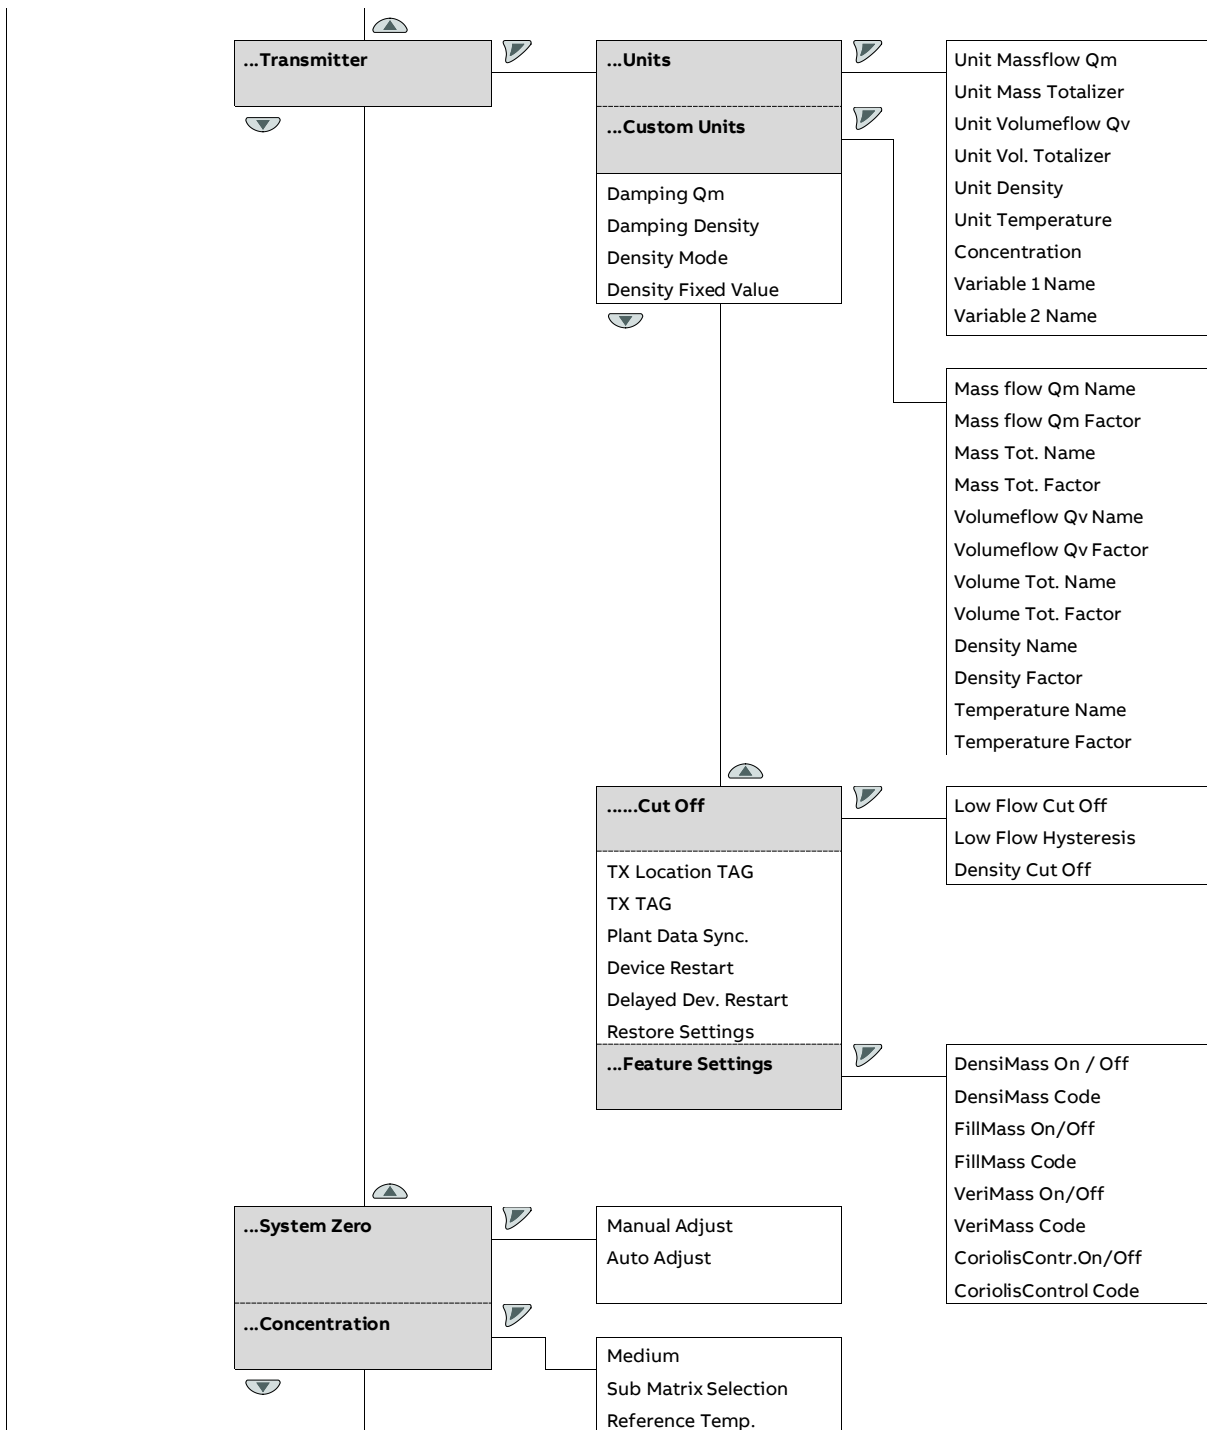 ...Transmitter
...Units
Unit Massflow Qm
Unit Mass Totalizer
Unit Volumeflow Qv
Unit Vol. Totalizer
Unit Density
Unit Temperature
Concentration
Variable 1 Name
Variable 2 Name
...Custom Units
Damping Qm
Damping Density
Density Mode
Density Fixed Value
Mass flow Qm Name
Mass flow Qm Factor
Mass Tot. Name
Mass Tot. Factor
Volumeflow Qv Name
Volumeflow Qv Factor
Volume Tot. Name
Volume Tot. Factor
Density Name
Density Factor
Temperature Name
Temperature Factor
......Cut Off
Low Flow Cut Off
Low Flow Hysteresis
Density Cut Off
TX Location TAG
TX TAG
Plant Data Sync.
Device Restart
Delayed Dev. Restart
Restore Settings
...Feature Settings
DensiMass On / Off
DensiMass Code
FillMass On/Off
FillMass Code
VeriMass On/Off
VeriMass Code
CoriolisContr.On/Off
CoriolisControl Code
...System Zero
Manual Adjust
Auto Adjust
...Concentration
Medium
Sub Matrix Selection
Reference Temp.